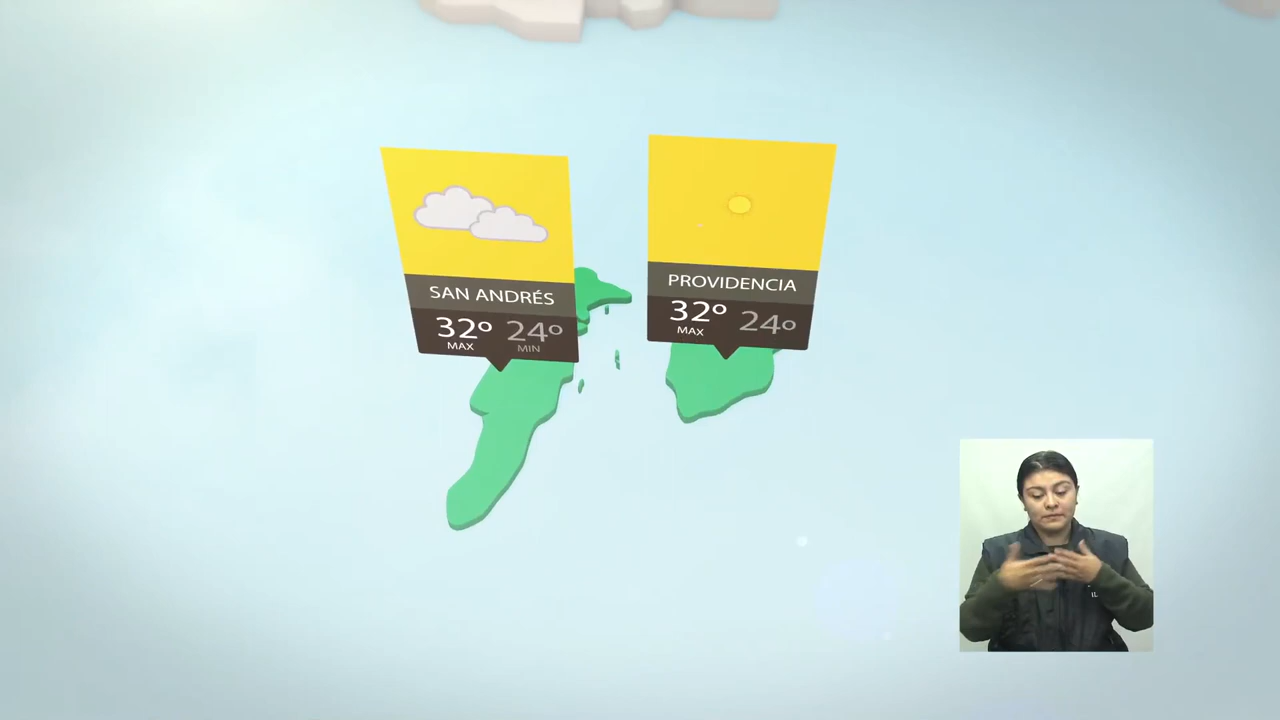 SAN ANDRÉS
32º 24º
MAX MIN
PROVIDENCIA
32º 24º
MAX